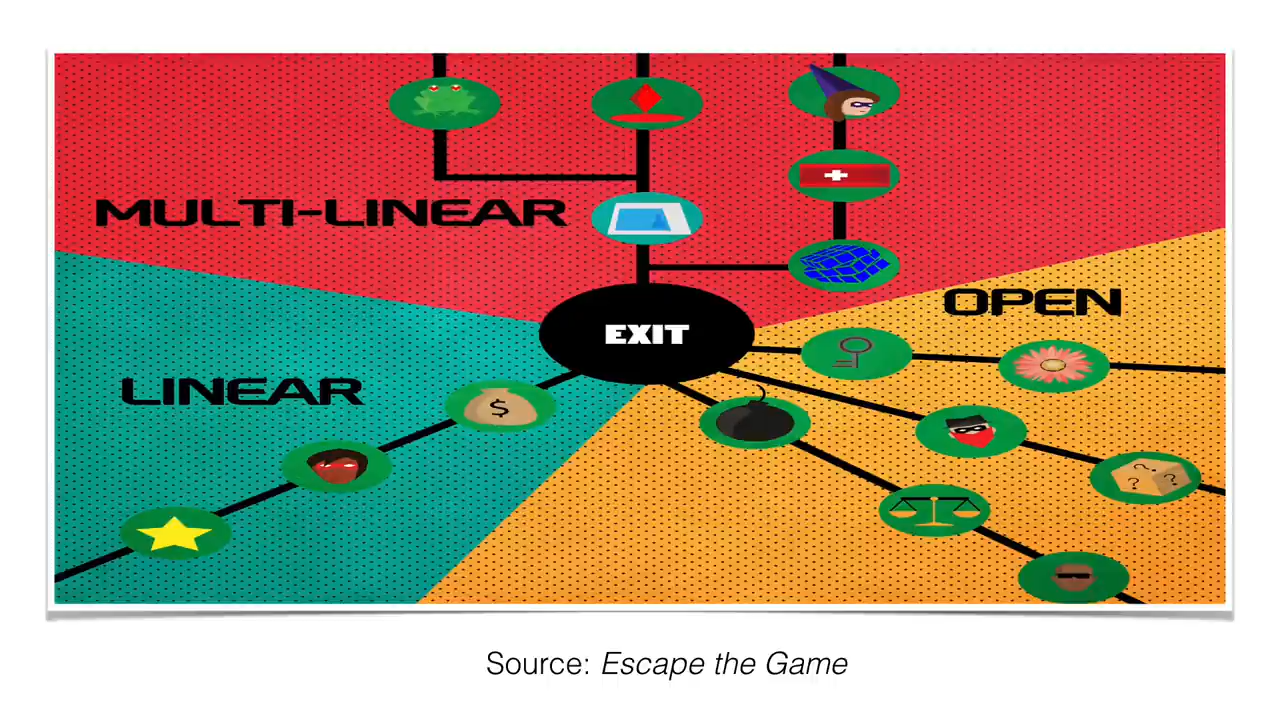 MULTI-LINEAR
OPEN
EXIT
LINEAR
$
? ? ?
Source: Escape the Game